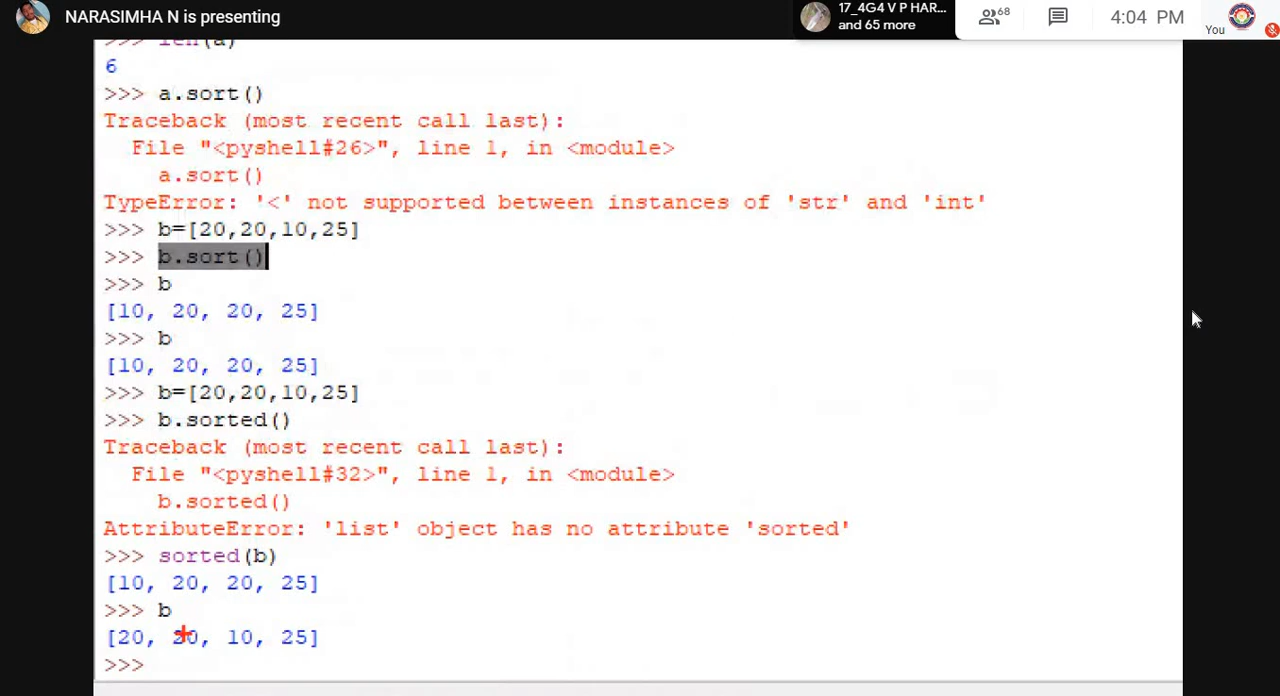 NARASIMHA N is presenting
17_4G4 V P HAR...
and 65 more
68
4:04 PM
You
>>> len(a)
6
>>> a.sort()
Traceback (most recent call last):
File "<pyshell#26>", line 1, in <module>
a.sort()
TypeError: '<' not supported between instances of 'str' and 'int'
>>> b=[20,20,10,25]
>>> b.sort()
>>> b
[10, 20, 20, 25]
>>> b
[10, 20, 20, 25]
>>> b=[20,20,10,25]
>>> b.sorted()
Traceback (most recent call last):
File "<pyshell#32>", line 1, in <module>
b.sorted()
AttributeError: 'list' object has no attribute 'sorted'
>>> sorted(b)
[10, 20, 20, 25]
>>> b
[20, 20, 10, 25]
>>>